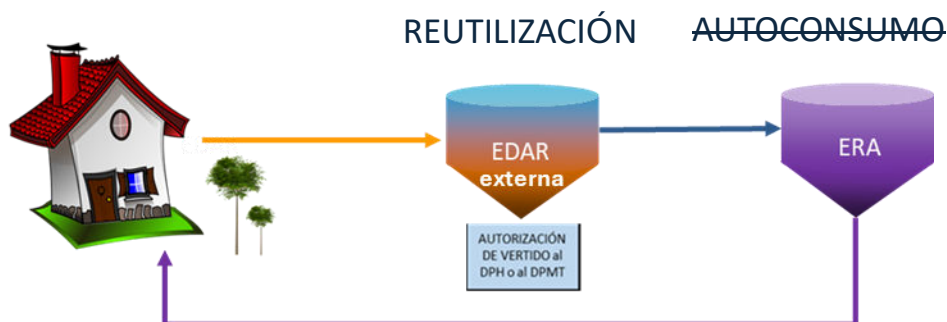 REUTILIZACIÓN
AUTOCONSUMO
EDAR
externa
ERA
AUTORIZACIÓN
DE VERTIDO al
DPH o al DPMT